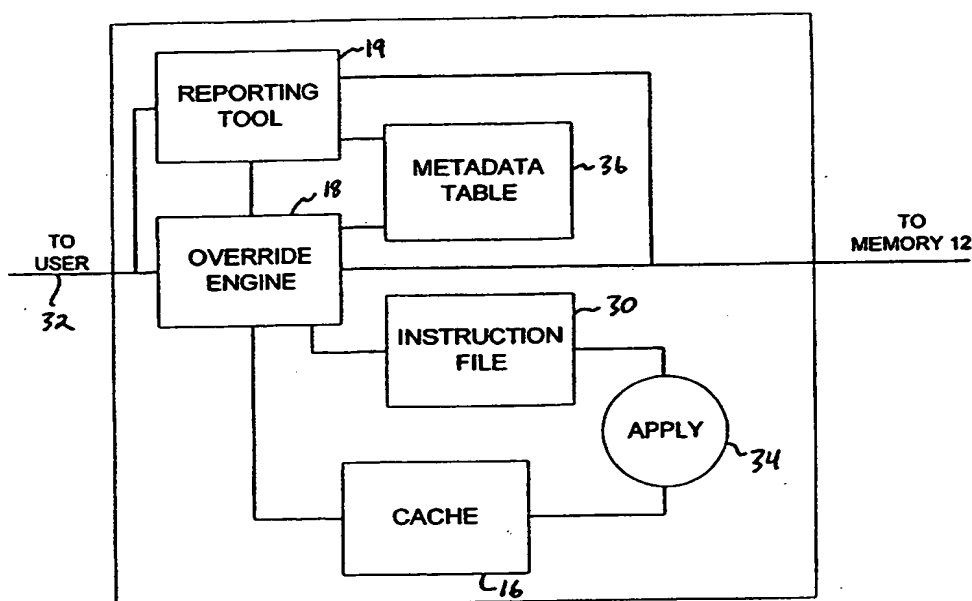 19
REPORTING
TOOL
METADATA
TABLE
36
18
TO
USER
32
OVERRIDE
ENGINE
TO
MEMORY 12
30
INSTRUCTION
FILE
APPLY
34
CACHE
16